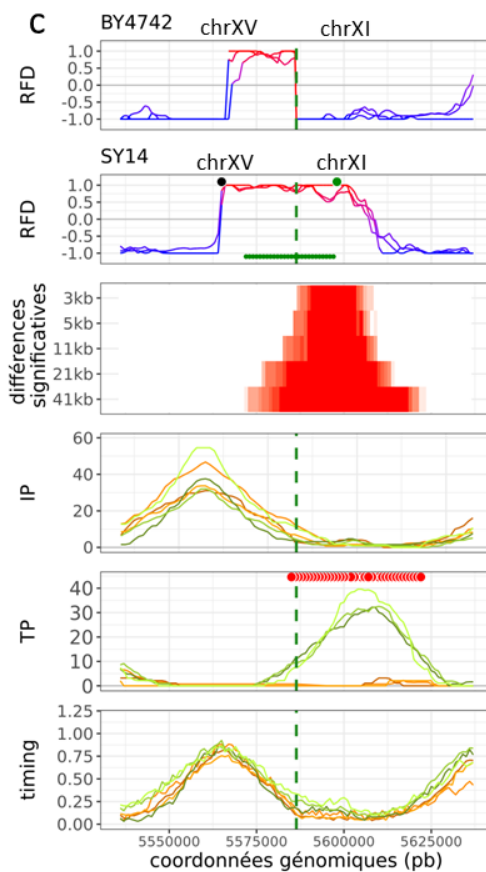 C
BY4742
chrXV chrXI
RFD
1.0
0.5
0.0
-0.5
-1.0
SY14
chrXV chrXI
RFD
1.0
0.5
0.0
-0.5
-1.0
différences
significatives
3kb
5kb
11kb
21kb
41kb
IP
60
40
20
0
TP
40
30
20
10
0
timing
1.25
1.00
0.75
0.50
0.25
0.00
5550000 5575000 5600000 5625000
coordonnées génomiques (pb)